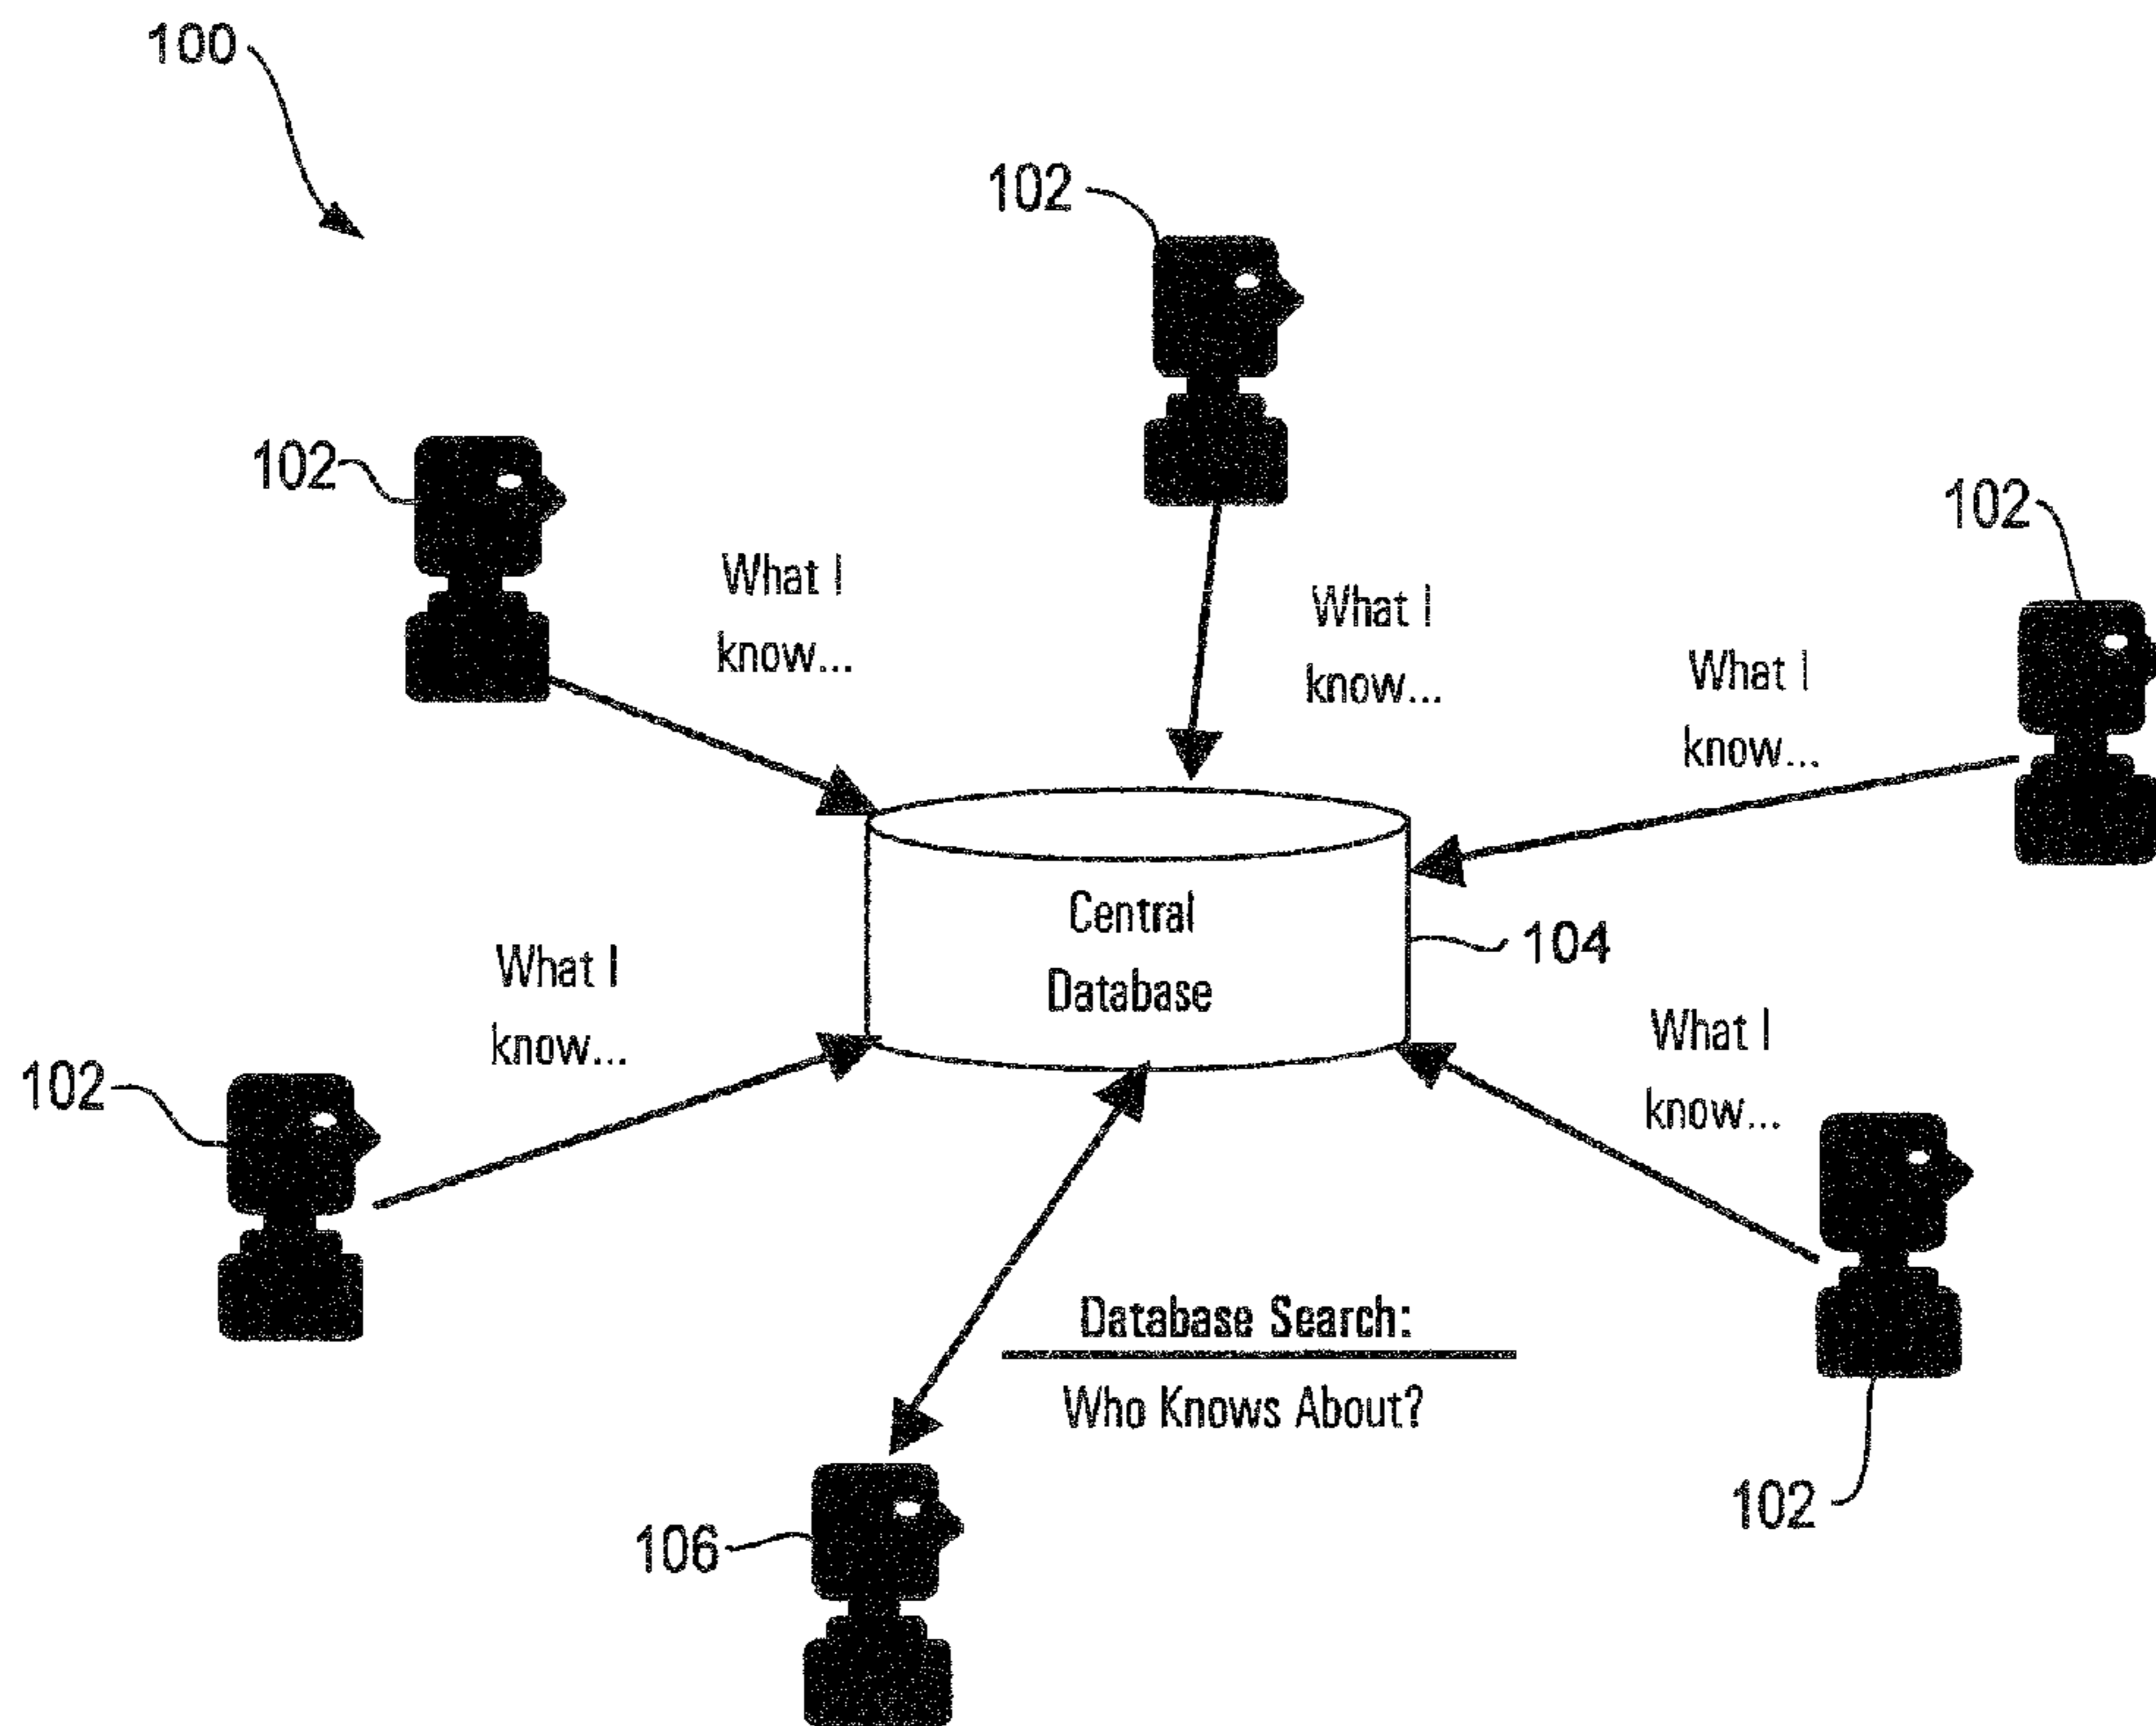 100
102
102
What I
know...
What I
know...
102
What I
know...
Central
Database
104
What I
know...
102
What I
know...
Database Search:
Who Knows About?
106
102